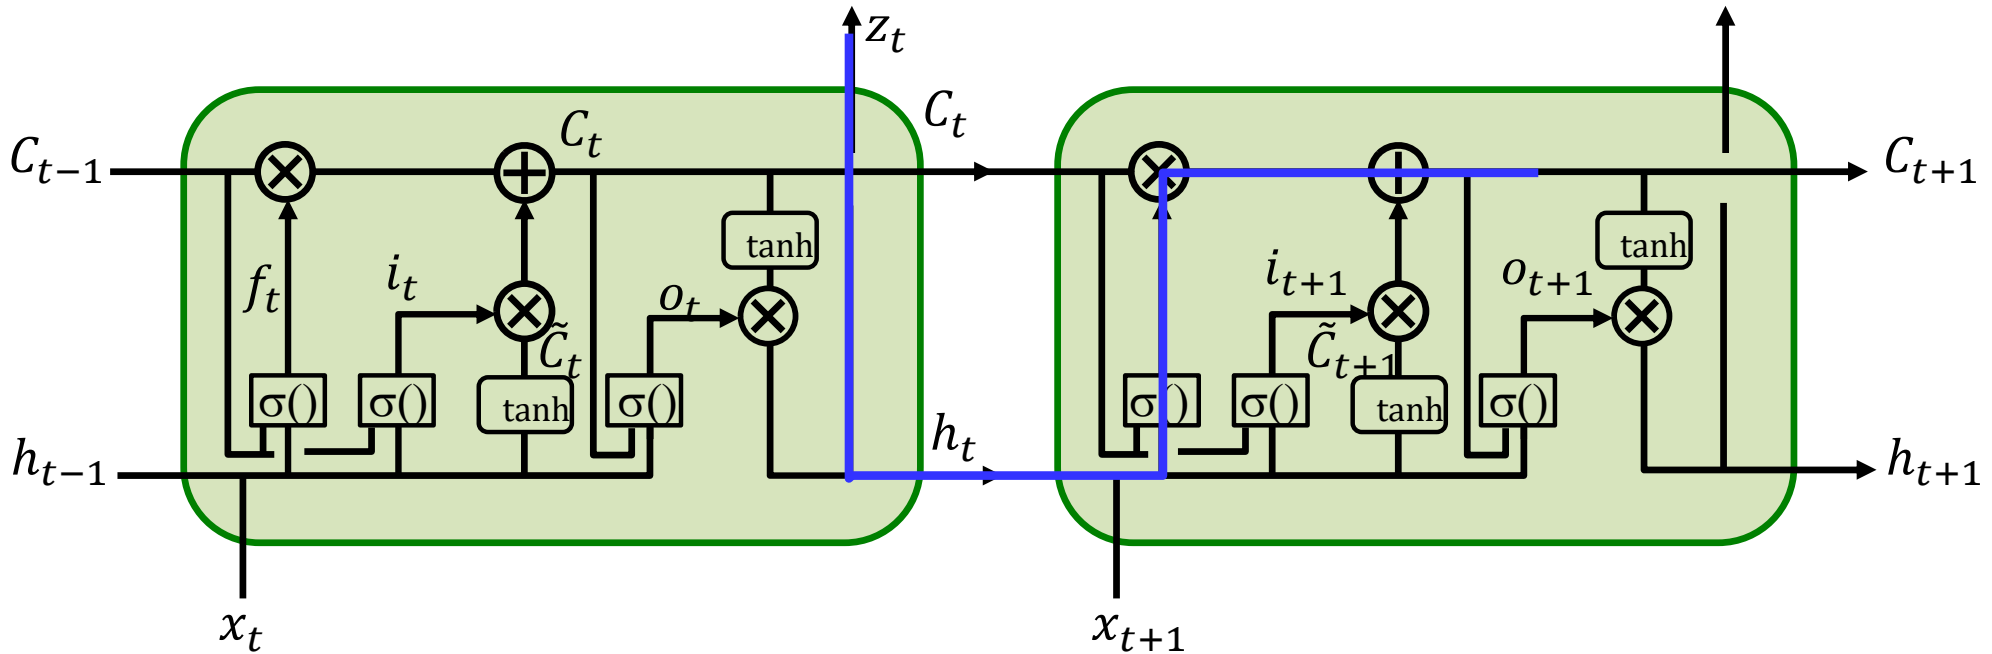 z_t
C_t
C_t
C_{t-1}
C_{t+1}
tanh
tanh
f_t
i_t
o_t
i_{t+1}
o_{t+1}
C̃_t
C̃_{t+1}
σ()
σ()
tanh
σ()
σ()
σ()
tanh
σ()
h_{t-1}
h_t
h_{t+1}
x_t
x_{t+1}